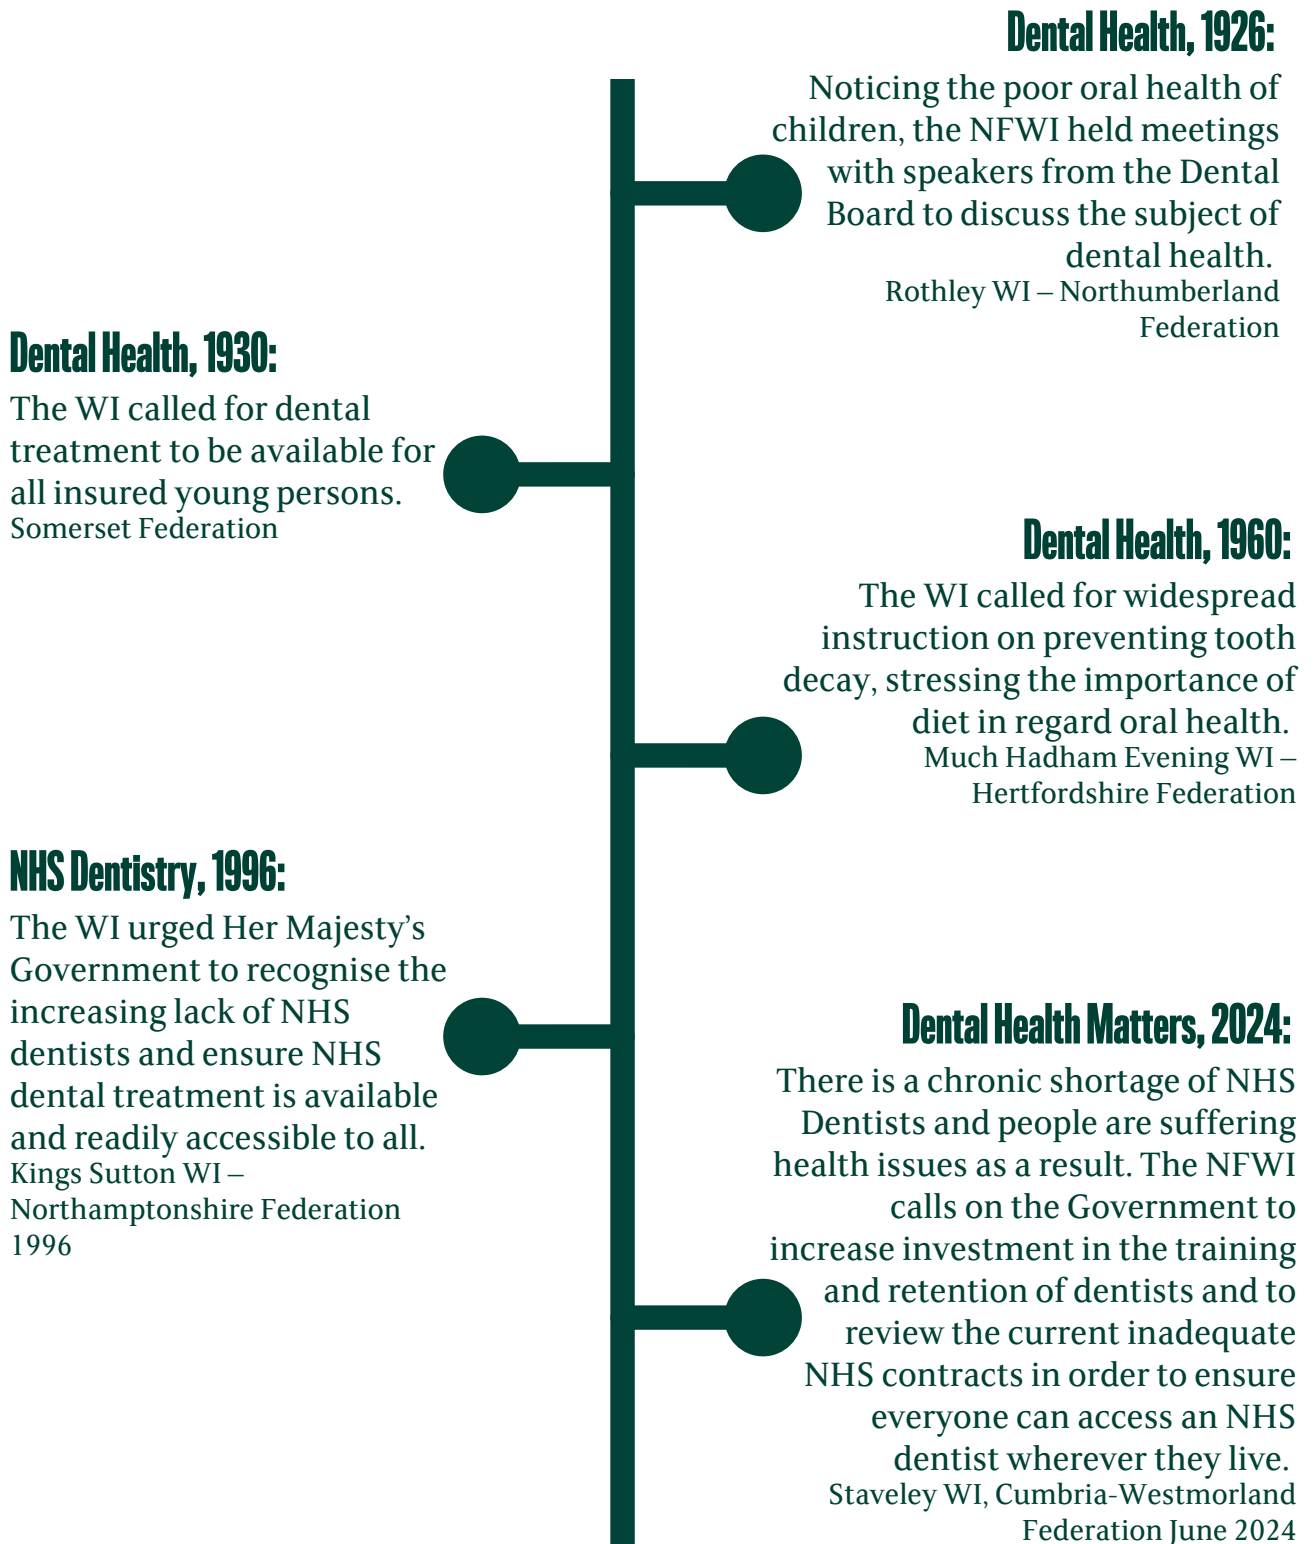 Dental Health, 1926:
Noticing the poor oral health of
children, the NFWI held meetings
with speakers from the Dental
Board to discuss the subject of
dental health.
Rothley WI – Northumberland
Federation
Dental Health, 1930:
The WI called for dental
treatment to be available for
all insured young persons.
Somerset Federation
Dental Health, 1960:
The WI called for widespread
instruction on preventing tooth
decay, stressing the importance of
diet in regard oral health.
Much Hadham Evening WI –
Hertfordshire Federation
NHS Dentistry, 1996:
The WI urged Her Majesty’s
Government to recognise the
increasing lack of NHS
dentists and ensure NHS
dental treatment is available
and readily accessible to all.
Kings Sutton WI –
Northamptonshire Federation
1996
Dental Health Matters, 2024:
There is a chronic shortage of NHS
Dentists and people are suffering
health issues as a result. The NFWI
calls on the Government to
increase investment in the training
and retention of dentists and to
review the current inadequate
NHS contracts in order to ensure
everyone can access an NHS
dentist wherever they live.
Staveley WI, Cumbria-Westmorland
Federation June 2024